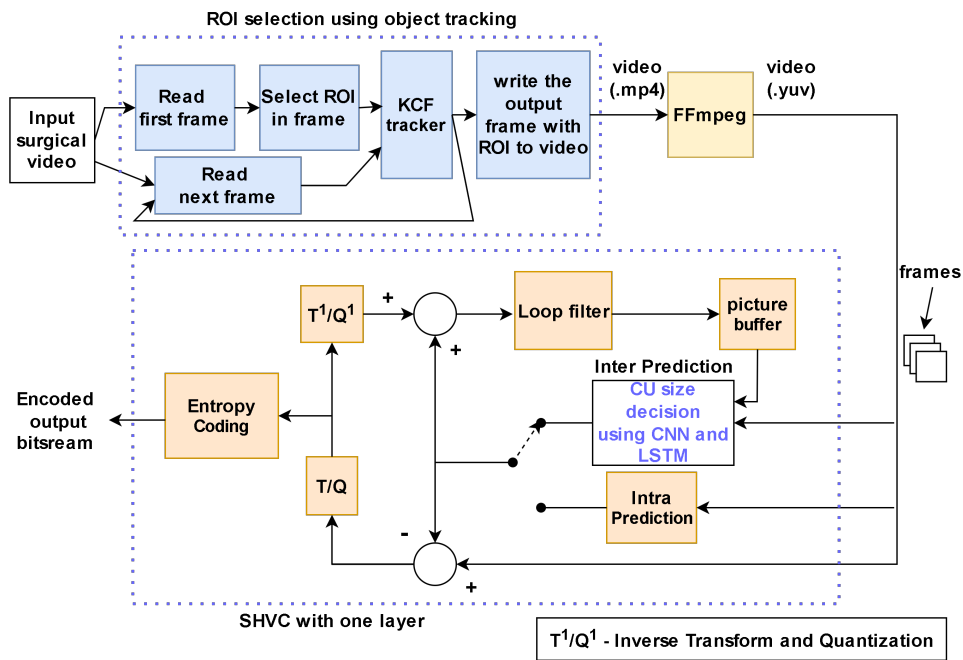 ROI selection using object tracking
Input
surgical
video
Read
first frame
Select ROI
in frame
KCF
tracker
write the
output
frame with
ROI to video
Read
next frame
video
(.mp4)
FFmpeg
video
(.yuv)
frames
T¹/Q¹
+
+
Loop filter
picture
buffer
Inter Prediction
CU size
decision
using CNN and
LSTM
Encoded
output
bitsream
Entropy
Coding
T/Q
Intra
Prediction
-
+
SHVC with one layer
T¹/Q¹ - Inverse Transform and Quantization